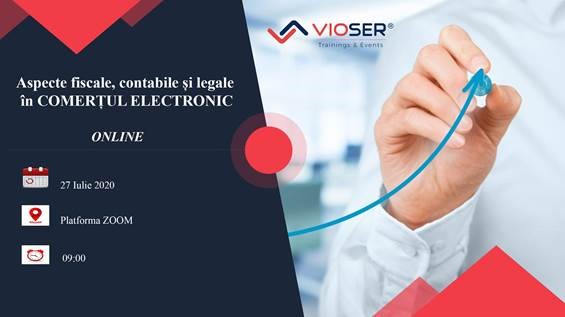 VIOSER®
Trainings & Events
Aspecte fiscale, contabile și legale
în COMERȚUL ELECTRONIC
ONLINE
27 Iulie 2020
Platforma ZOOM
09:00